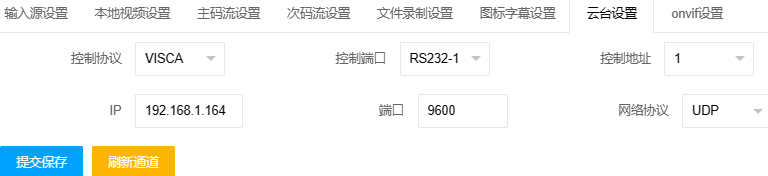 输入源设置 本地视频设置 主码流设置 次码流设置 文件录制设置 图标字幕设置 云台设置 onvif设置
控制协议 VISCA 控制端口 RS232-1 控制地址 1
IP 192.168.1.164 端口 9600 网络协议 UDP
提交保存 刷新通道